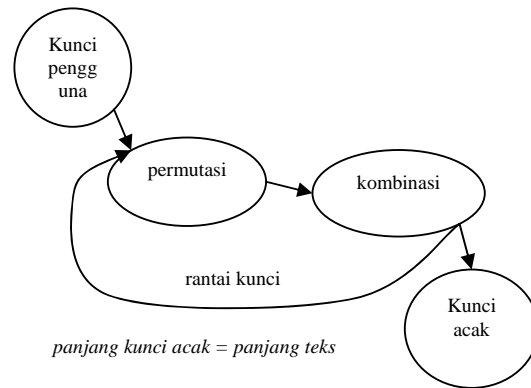 Kunci
pengg
una
permutasi
kombinasi
rantai kunci
Kunci
acak
panjang kunci acak = panjang teks